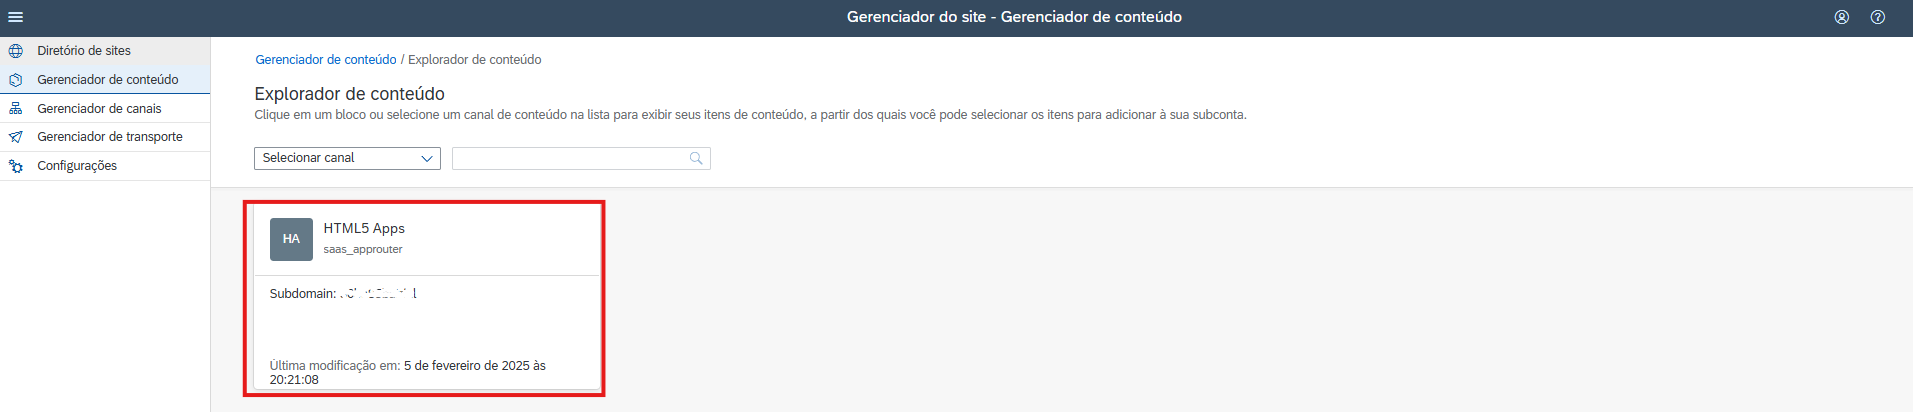 Gerenciador do site - Gerenciador de conteúdo
Diretório de sites
Gerenciador de conteúdo
Gerenciador de canais
Gerenciador de transporte
Configurações
Gerenciador de conteúdo / Explorador de conteúdo
Explorador de conteúdo
Clique em um bloco ou selecione um canal de conteúdo na lista para exibir seus itens de conteúdo, a partir dos quais você pode selecionar os itens para adicionar à sua subconta.
Selecionar canal
HA
HTML5 Apps
saas_approuter
Subdomain:
Última modificação em: 5 de fevereiro de 2025 às
20:21:08